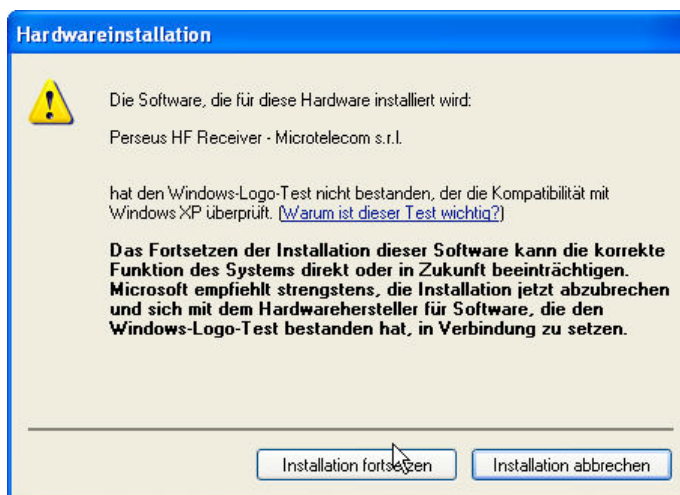 Hardwareinstallation
Die Software, die für diese Hardware installiert wird:
Perseus HF Receiver - Microtelecom s.r.l.
hat den Windows-Logo-Test nicht bestanden, der die Kompatibilität mit
Windows XP überprüft. (Warum ist dieser Test wichtig?)
Das Fortsetzen der Installation dieser Software kann die korrekte
Funktion des Systems direkt oder in Zukunft beeinträchtigen.
Microsoft empfiehlt strengstens, die Installation jetzt abzubrechen
und sich mit dem Hardwarehersteller für Software, die den
Windows-Logo-Test bestanden hat, in Verbindung zu setzen.
Installation fortsetzen Installation abbrechen